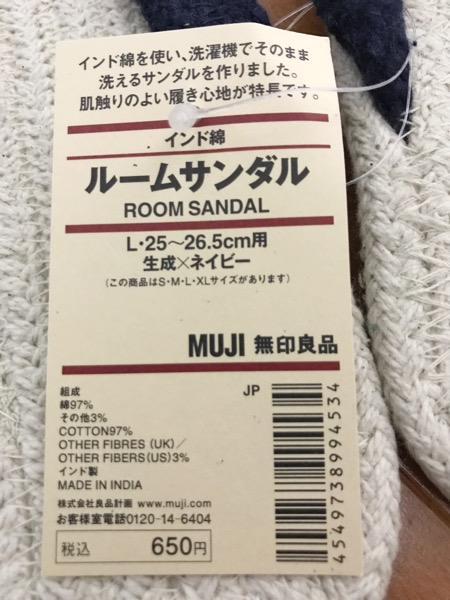 インド綿を使い、洗濯機でそのまま
洗えるサンダルを作りました。
肌触りのよい履き心地が特長です。
インド綿
ルームサンダル
ROOM SANDAL
L・25〜26.5cm用
生成×ネイビー
(この商品はS・M・L・XLサイズがあります)
MUJI 無印良品
組成
綿97%
その他3%
COTTON97%
OTHER FIBRES (UK)/
OTHER FIBERS(US)3%
インド製
MADE IN INDIA
株式会社良品計画 www.muji.com
お客様室電話0120-14-6404
税込 650円
JP
4549738994534